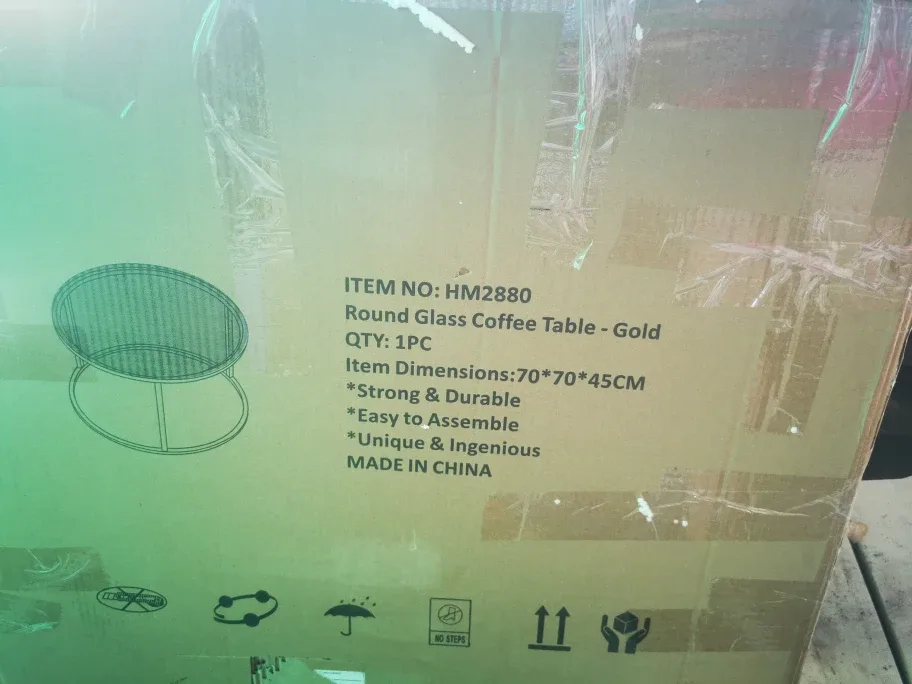 ITEM NO: HM2880
Round Glass Coffee Table - Gold
QTY: 1PC
Item Dimensions:70*70*45CM
*Strong & Durable
*Easy to Assemble
*Unique & Ingenious
MADE IN CHINA
NO STEPS